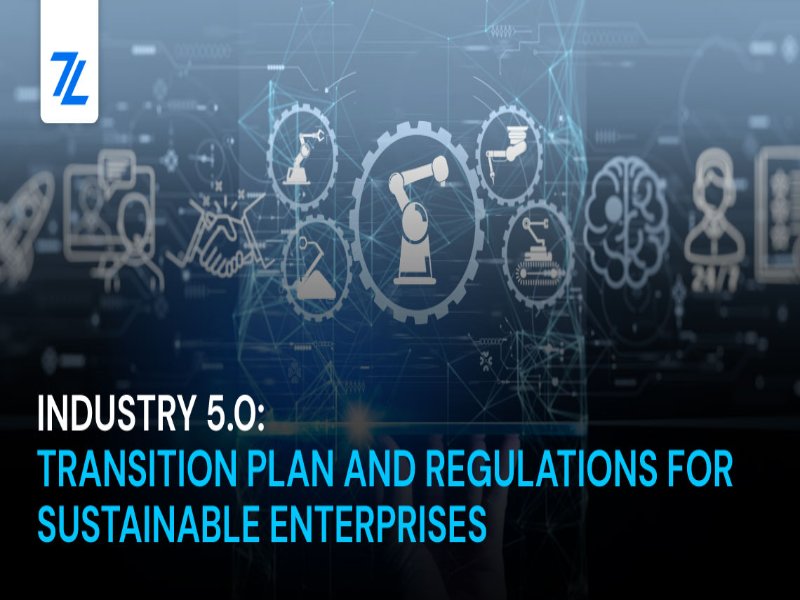 INDUSTRY 5.0:
TRANSITION PLAN AND REGULATIONS FOR
SUSTAINABLE ENTERPRISES
24/7